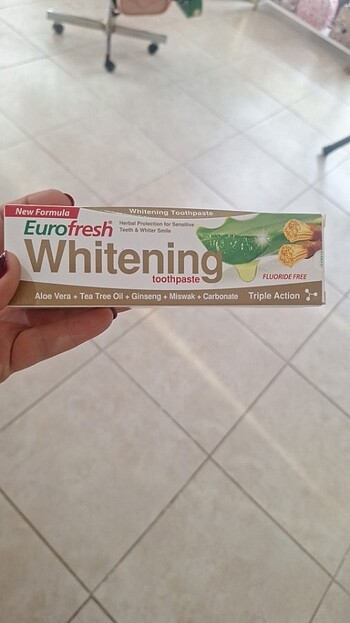 New Formula
Whitening Toothpaste
Eurofresh®
Herbal Protection for Sensitive
Teeth & Whiter Smile
Whitening
toothpaste
FLUORIDE FREE
Aloe Vera + Tea Tree Oil + Ginseng + Miswak + Carbonate
Triple Action